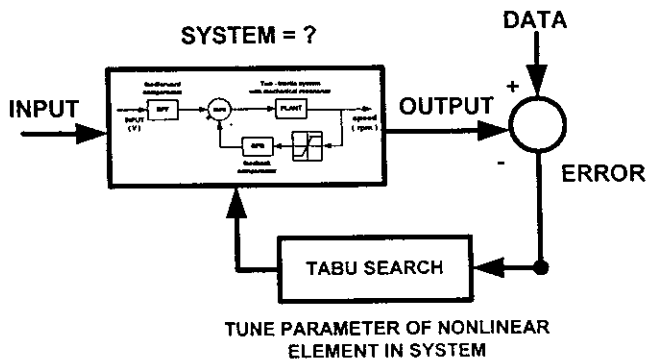 SYSTEM = ?
DATA
+
INPUT
OUTPUT
-
ERROR
feedforward
compensator
Two - inertia system
with mechanical resonance
INPUT
( V )
PLANT
speed
( rpm )
feedback
compensator
TABU SEARCH
TUNE PARAMETER OF NONLINEAR
ELEMENT IN SYSTEM